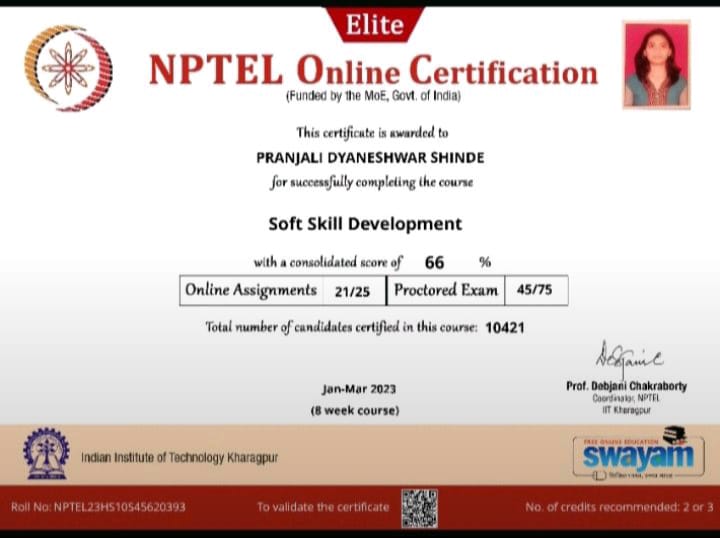 Elite
NPTEL Online Certification
(Funded by the MoE, Govt. of India)
This certificate is awarded to
PRANJALI DYANESHWAR SHINDE
for successfully completing the course
Soft Skill Development
with a consolidated score of 66 %
Online Assignments 21/25 Proctored Exam 45/75
Total number of candidates certified in this course: 10421
Jan-Mar 2023
(8 week course)
Prof. Debjani Chakraborty
Coordinator, NPTEL
IIT Kharagpur
Indian Institute of Technology Kharagpur
FREE ONLINE EDUCATION
swayam
Roll No: NPTEL23HS10545620393
To validate the certificate
No. of credits recommended: 2 or 3